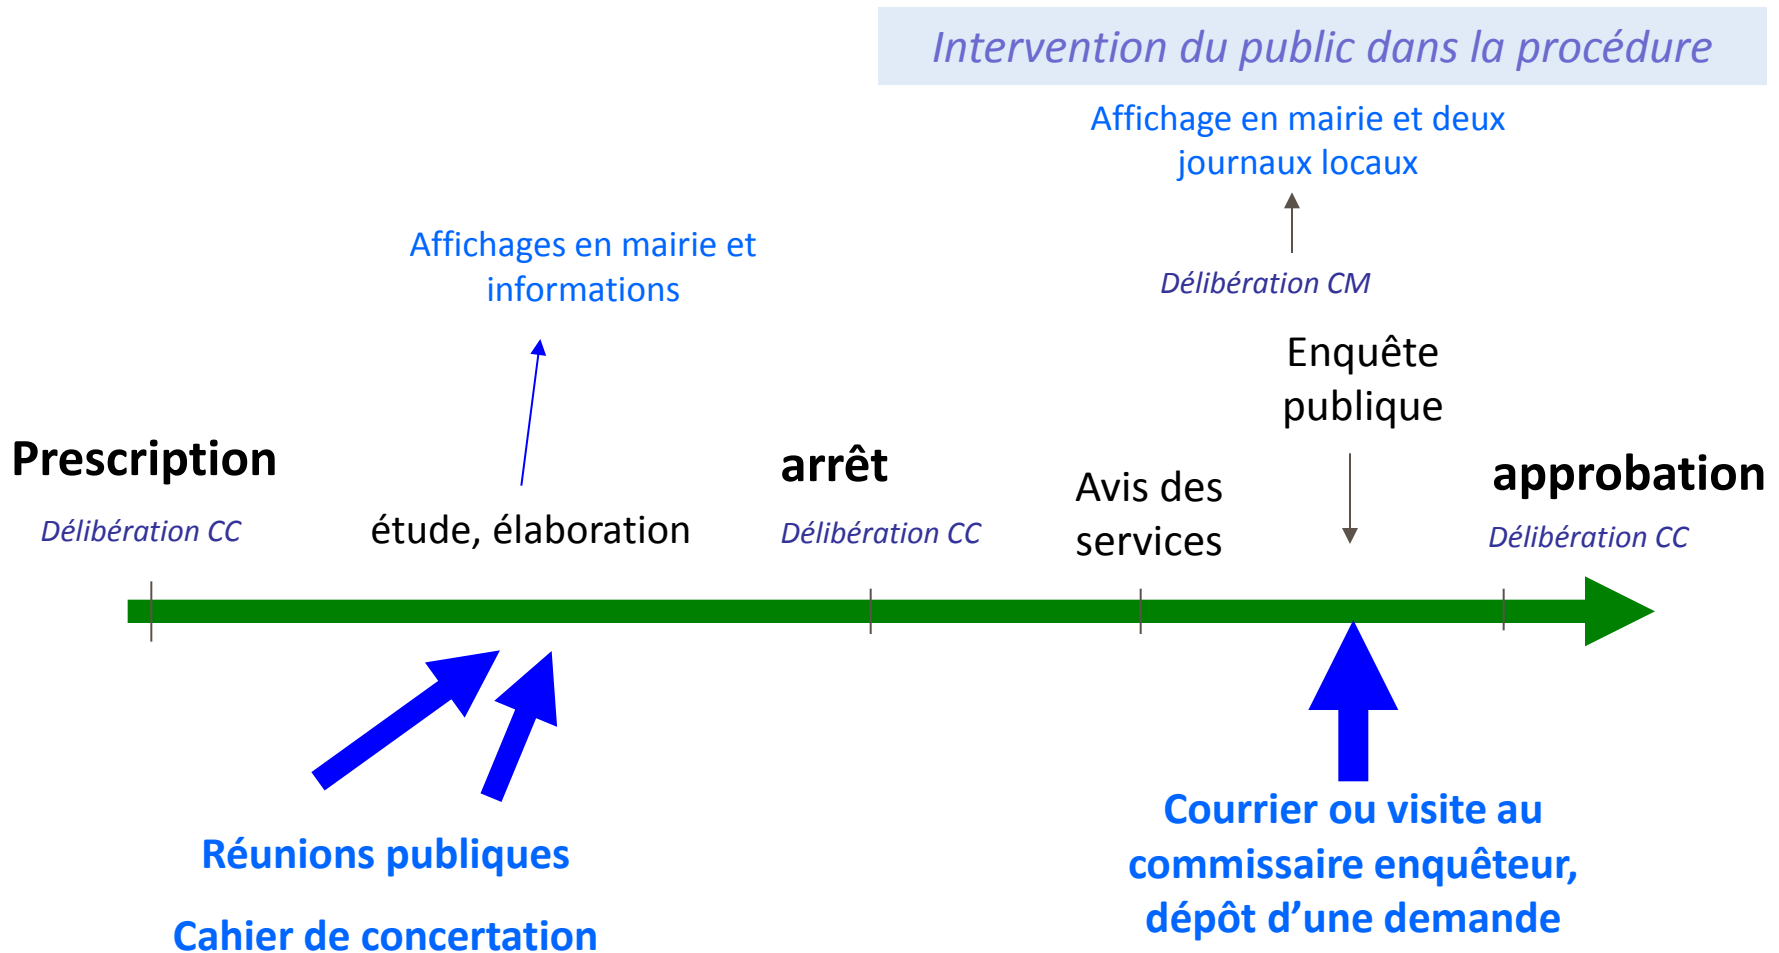 Intervention du public dans la procédure
Affichage en mairie et deux
journaux locaux
Affichages en mairie et
informations
Délibération CM
Enquête
publique
Prescription
Délibération CC
étude, élaboration
arrêt
Délibération CC
Avis des
services
approbation
Délibération CC
Réunions publiques
Cahier de concertation
Courrier ou visite au
commissaire enquêteur,
dépôt d’une demande